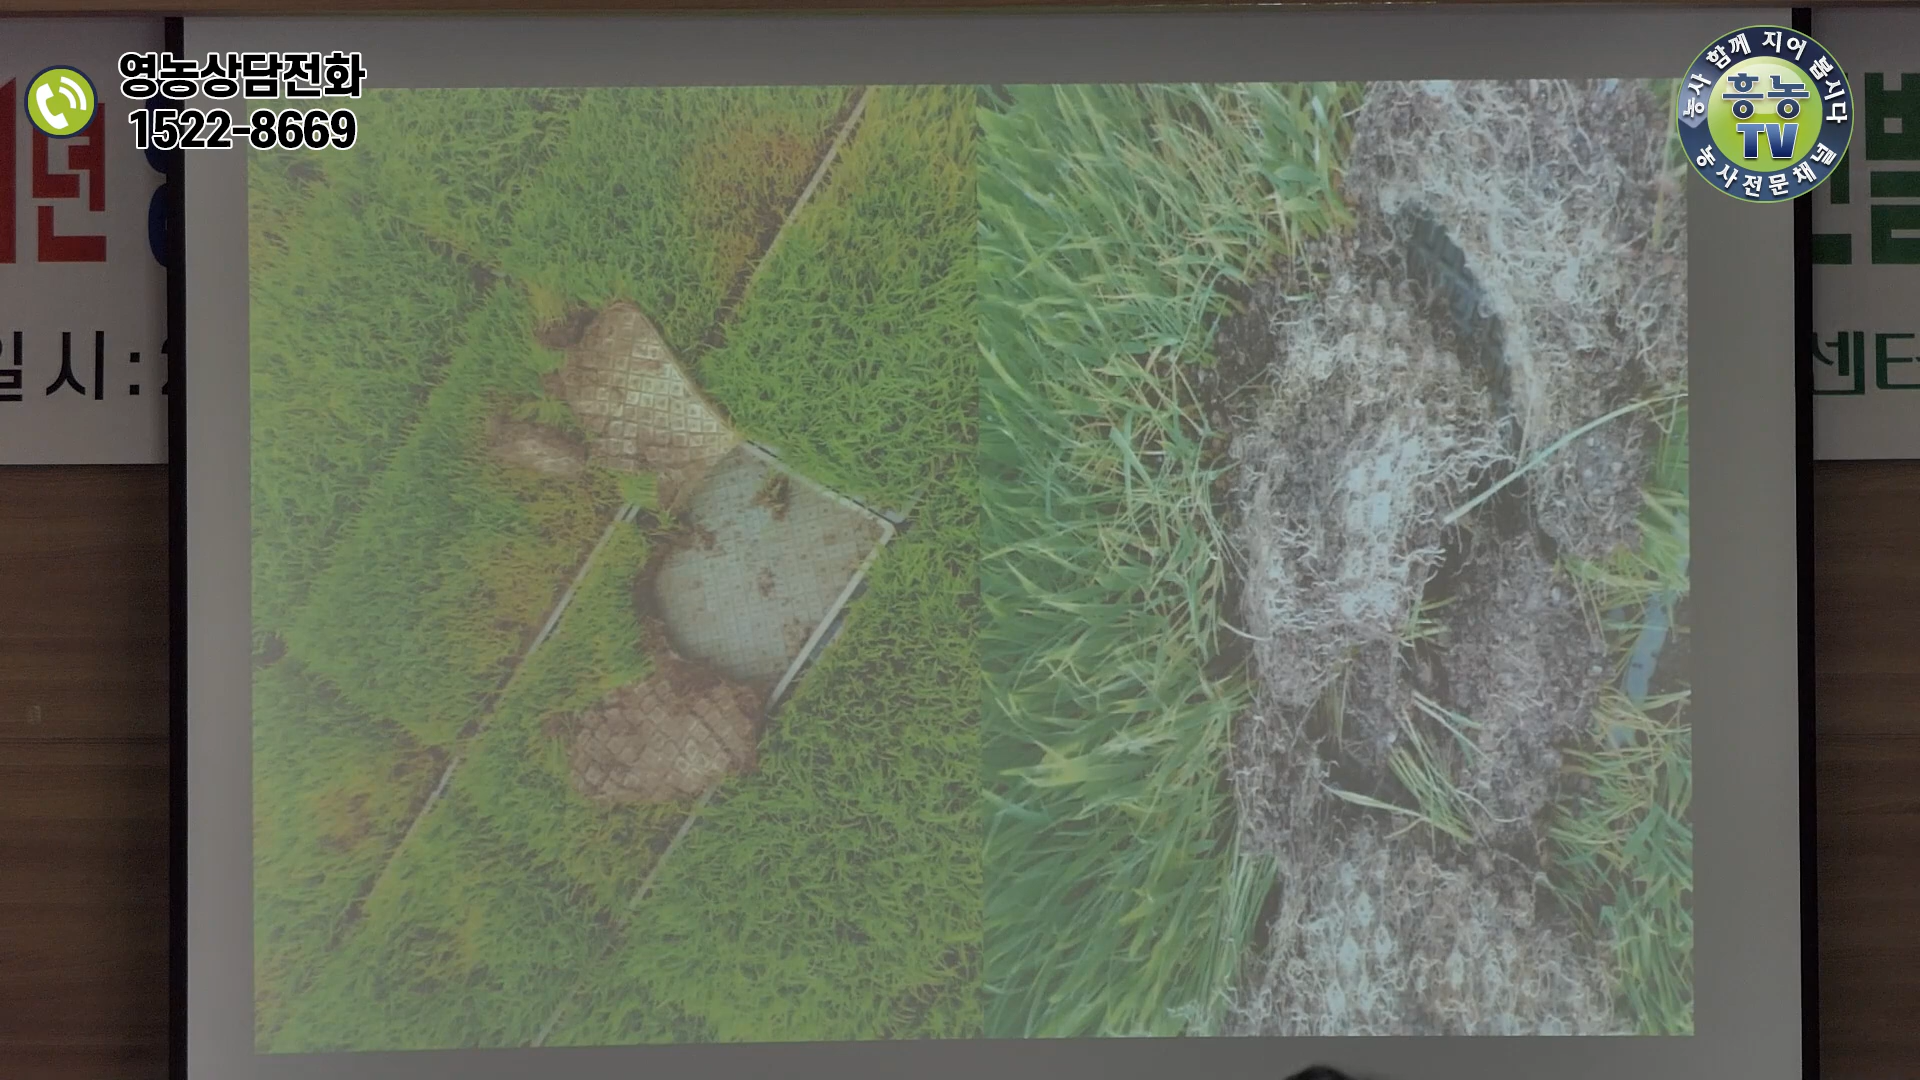 영농상담전화
1522-8669
농사 함께 지어 봅시다
흥농
TV
농사전문채널
일시:
센터